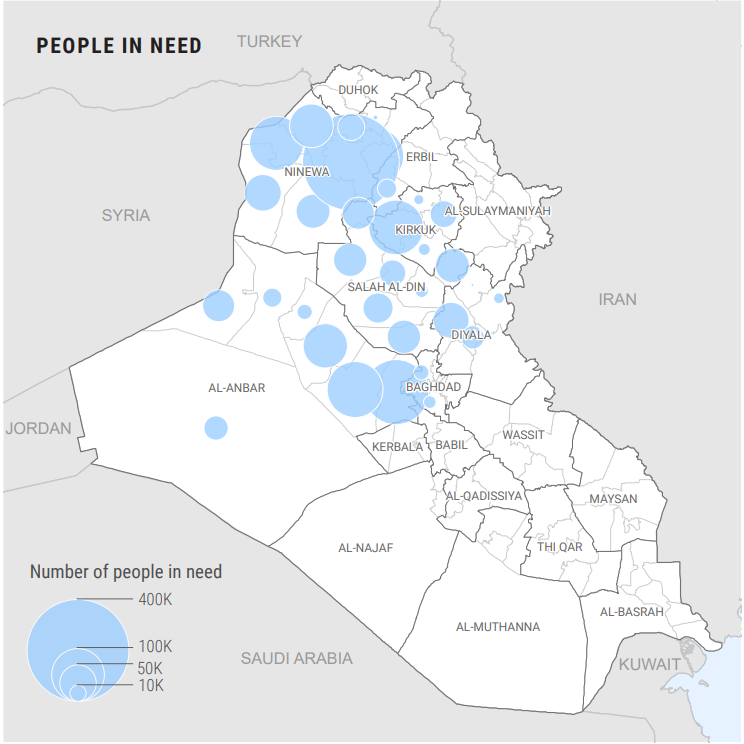 PEOPLE IN NEED
TURKEY
DUHOK
ERBIL
NINEWA
SYRIA
AL-SULAYMANIYAH
KIRKUK
SALAH AL-DIN
IRAN
DIYALA
AL-ANBAR
BAGHDAD
JORDAN
KERBALA
BABIL
WASSIT
AL-QADISSIYA
MAYSAN
AL-NAJAF
THI QAR
Number of people in need
400K
100K
50K
10K
AL-BASRAH
AL-MUTHANNA
SAUDI ARABIA
KUWAIT